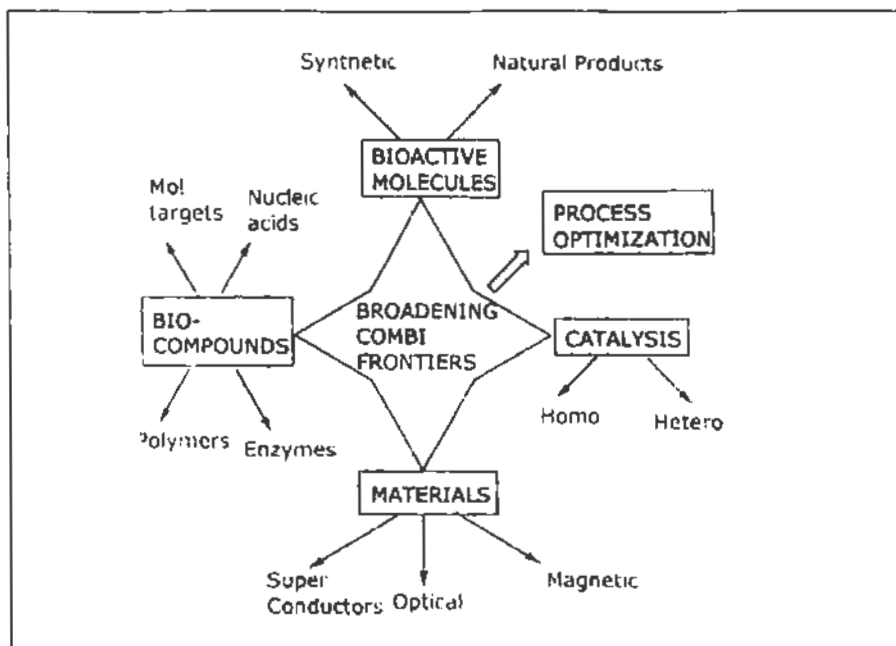 Synthetic
Natural Products
BIOACTIVE
MOLECULES
Mol
targets
Nucleic
acids
PROCESS
OPTIMIZATION
BIO-
COMPOUNDS
BROADENING
COMBI
FRONTIERS
CATALYSIS
Homo
Hetero
Polymers
Enzymes
MATERIALS
Super
Conductors
Optical
Magnetic